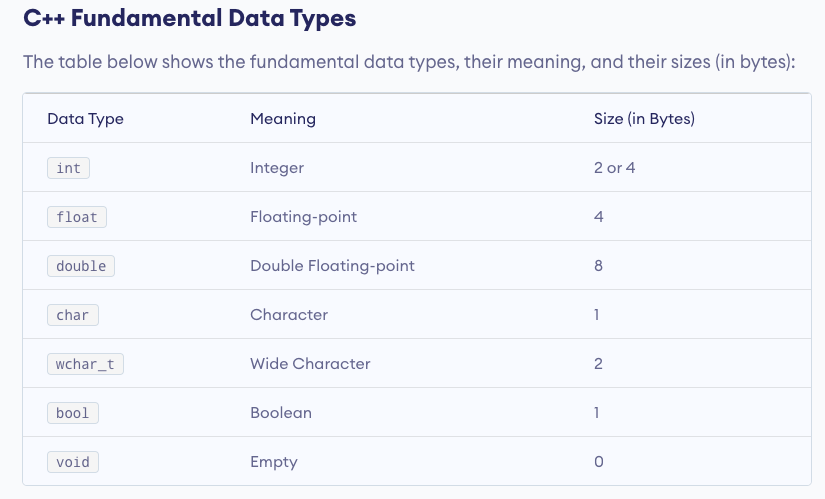 C++ Fundamental Data Types
The table below shows the fundamental data types, their meaning, and their sizes (in bytes):
Data Type Meaning Size (in Bytes)
int Integer 2 or 4
float Floating-point 4
double Double Floating-point 8
char Character 1
wchar_t Wide Character 2
bool Boolean 1
void Empty 0